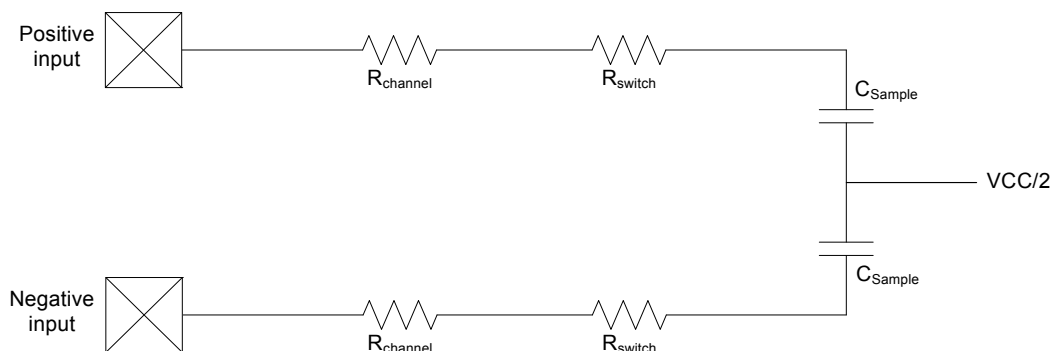 Positive
input
Rchannel
Rswitch
CSample
VCC/2
CSample
Negative
input
Rchannel
Rswitch